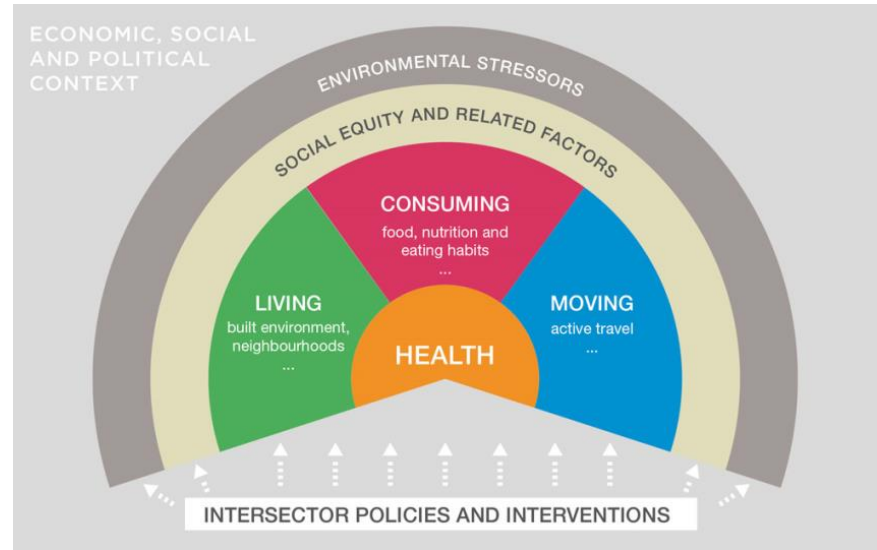 ECONOMIC, SOCIAL
AND POLITICAL
CONTEXT
ENVIRONMENTAL STRESSORS
SOCIAL EQUITY AND RELATED FACTORS
CONSUMING
food, nutrition and
eating habits
...
LIVING
built environment,
neighbourhoods
...
MOVING
active travel
...
HEALTH
INTERSECTOR POLICIES AND INTERVENTIONS